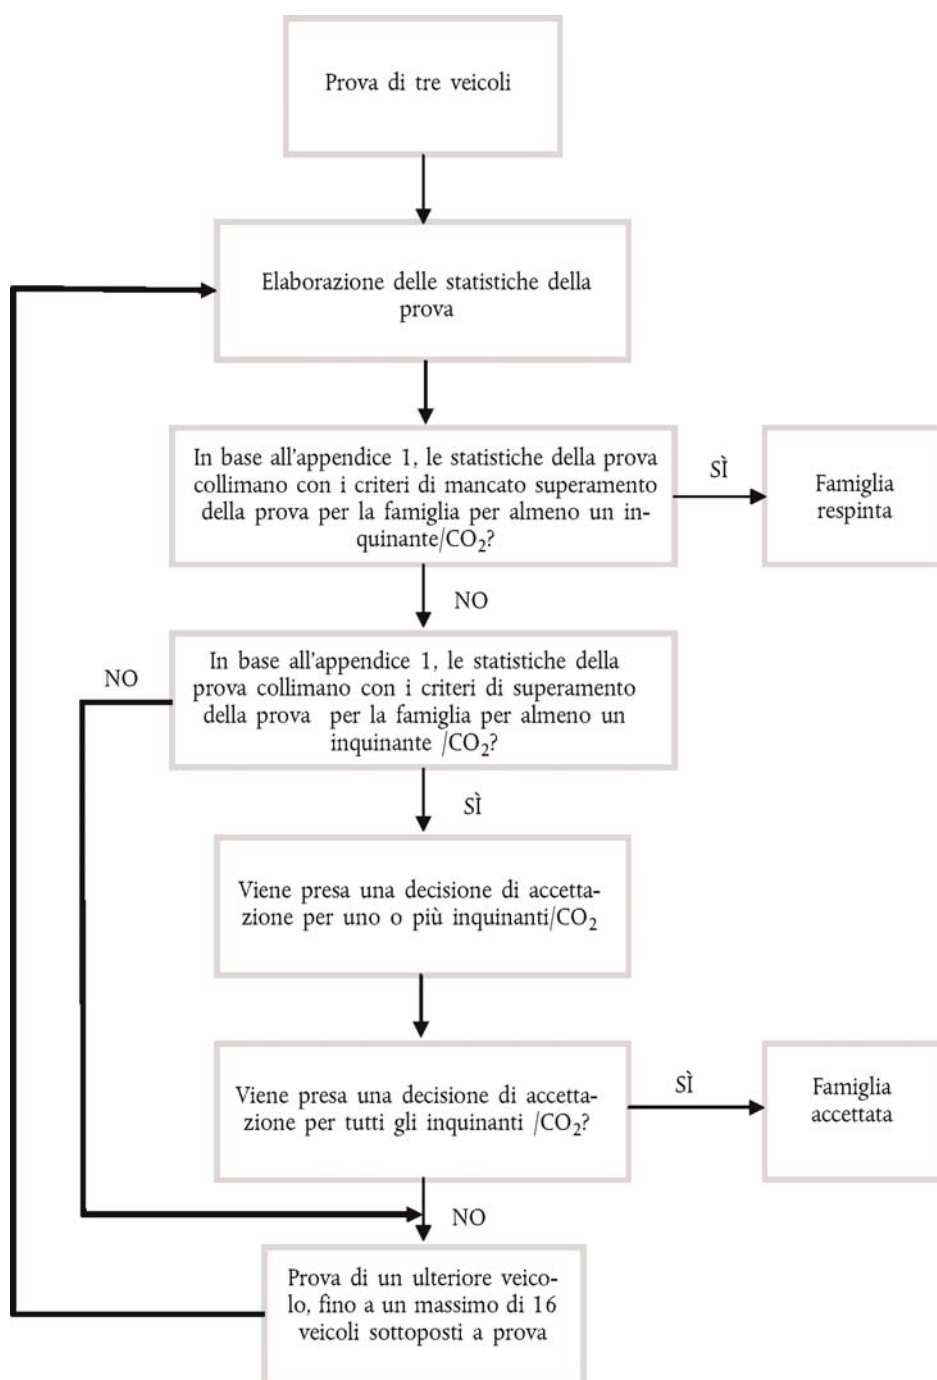 Prova di tre veicoli
Elaborazione delle statistiche della
prova
In base all'appendice 1, le statistiche della prova
collimano con i criteri di mancato superamento
della prova per la famiglia per almeno un in-
quinante/CO₂?
SÌ
Famiglia
respinta
NO
NO
In base all'appendice 1, le statistiche della
prova collimano con i criteri di superamento
della prova per la famiglia per almeno un
inquinante /CO₂?
SÌ
Viene presa una decisione di accetta-
zione per uno o più inquinanti/CO₂
Viene presa una decisione di accetta-
zione per tutti gli inquinanti /CO₂?
SÌ
Famiglia
accettata
NO
Prova di un ulteriore veico-
lo, fino a un massimo di 16
veicoli sottoposti a prova